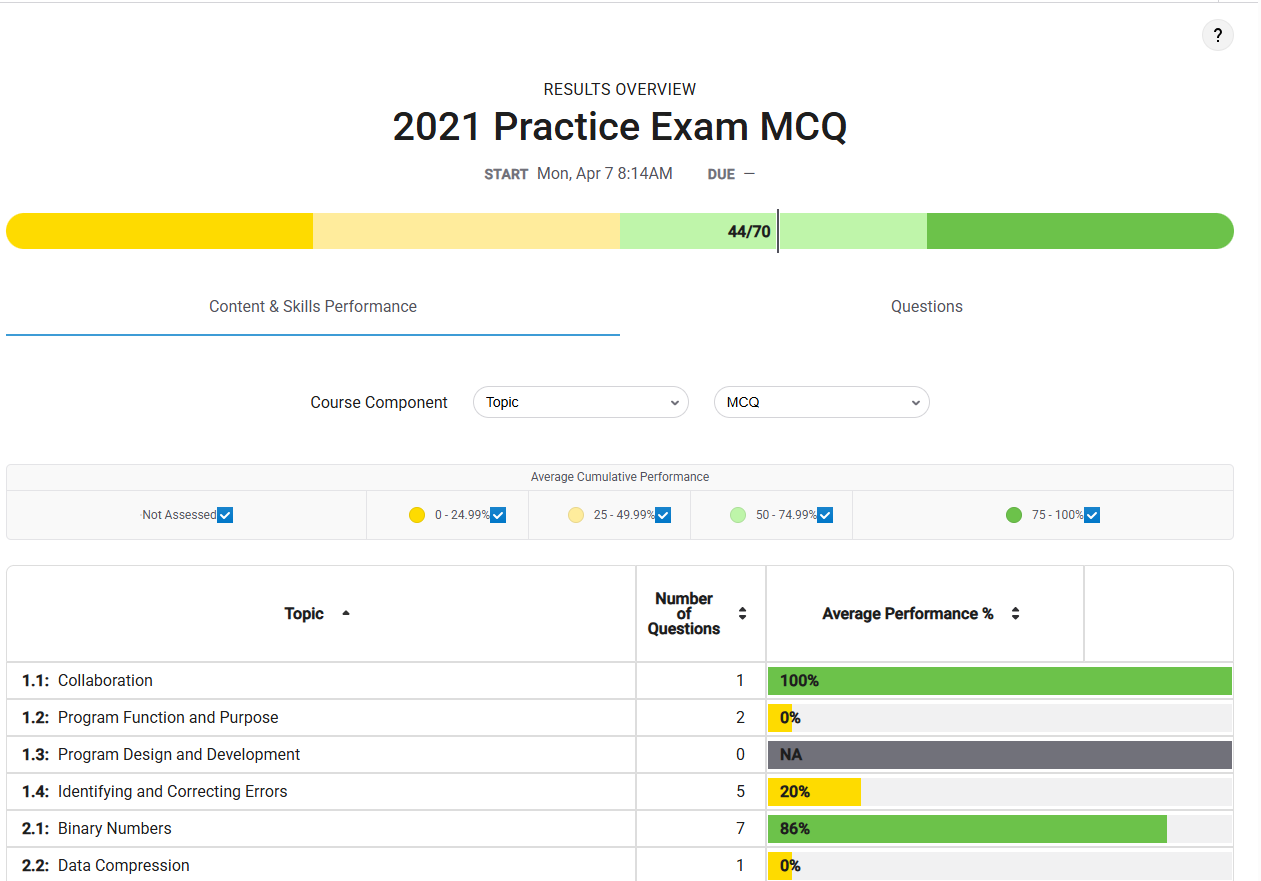 ?
RESULTS OVERVIEW
2021 Practice Exam MCQ
START Mon, Apr 7 8:14AM DUE —
44/70
Content & Skills Performance Questions
Course Component Topic MCQ
Average Cumulative Performance
Not Assessed 0 - 24.99% 25 - 49.99% 50 - 74.99% 75 - 100%
Topic Number of Questions Average Performance %
1.1: Collaboration 1 100%
1.2: Program Function and Purpose 2 0%
1.3: Program Design and Development 0 NA
1.4: Identifying and Correcting Errors 5 20%
2.1: Binary Numbers 7 86%
2.2: Data Compression 1 0%